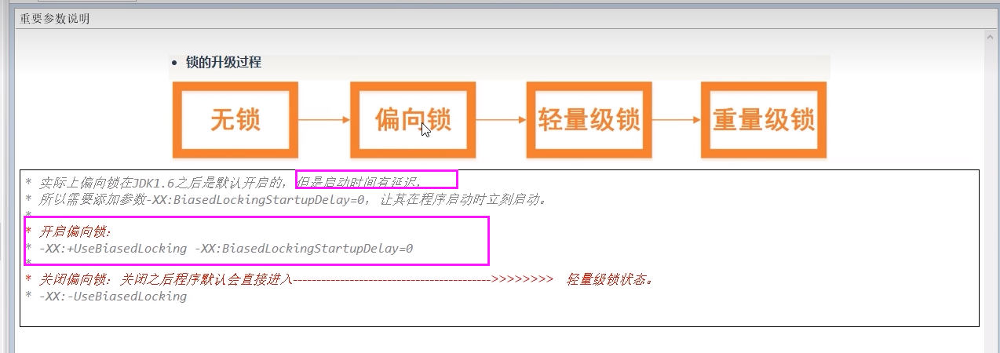 重要参数说明
• 锁的升级过程
无锁 偏向锁 轻量级锁 重量级锁
* 实际上偏向锁在JDK1.6之后是默认开启的，但是启动时间有延迟，
* 所以需要添加参数-XX:BiasedLockingStartupDelay=0，让其在程序启动时立刻启动。
*
* 开启偏向锁：
* -XX:+UseBiasedLocking -XX:BiasedLockingStartupDelay=0
*
* 关闭偏向锁：关闭之后程序默认会直接进入------------------------------------------>>>>>>>> 轻量级锁状态。
* -XX:-UseBiasedLocking